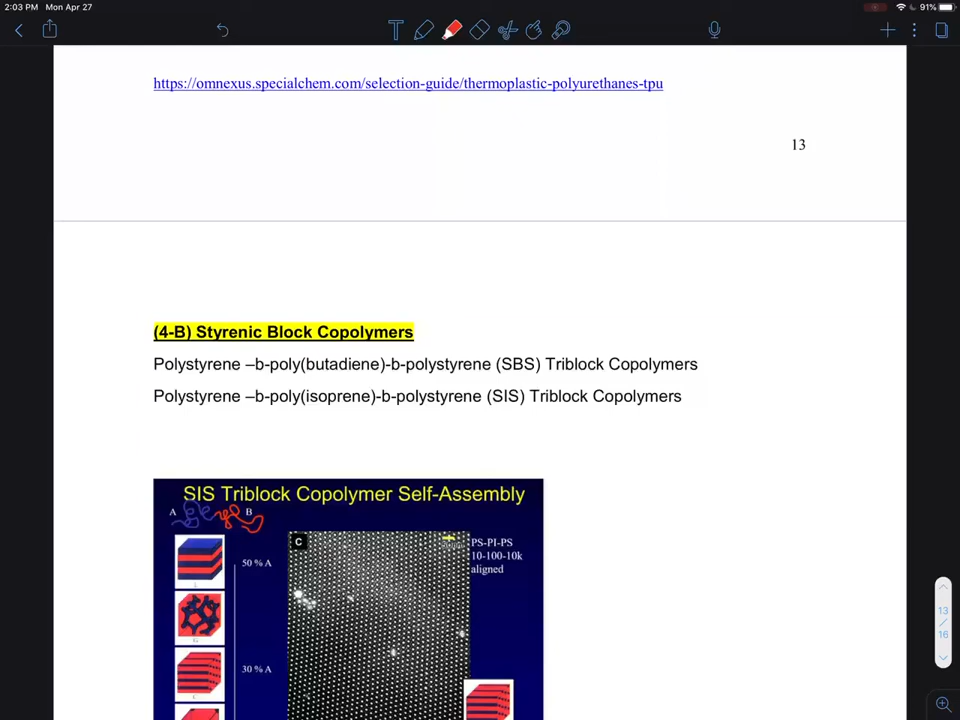 2:03 PM Mon Apr 27
91%
T
https://omnexus.specialchem.com/selection-guide/thermoplastic-polyurethanes-tpu
13
(4-B) Styrenic Block Copolymers
Polystyrene –b-poly(butadiene)-b-polystyrene (SBS) Triblock Copolymers
Polystyrene –b-poly(isoprene)-b-polystyrene (SIS) Triblock Copolymers
SIS Triblock Copolymer Self-Assembly
A B
C
PS-PI-PS
10-100-10k
aligned
L
50 % A
G
30 % A
C
13
/
16